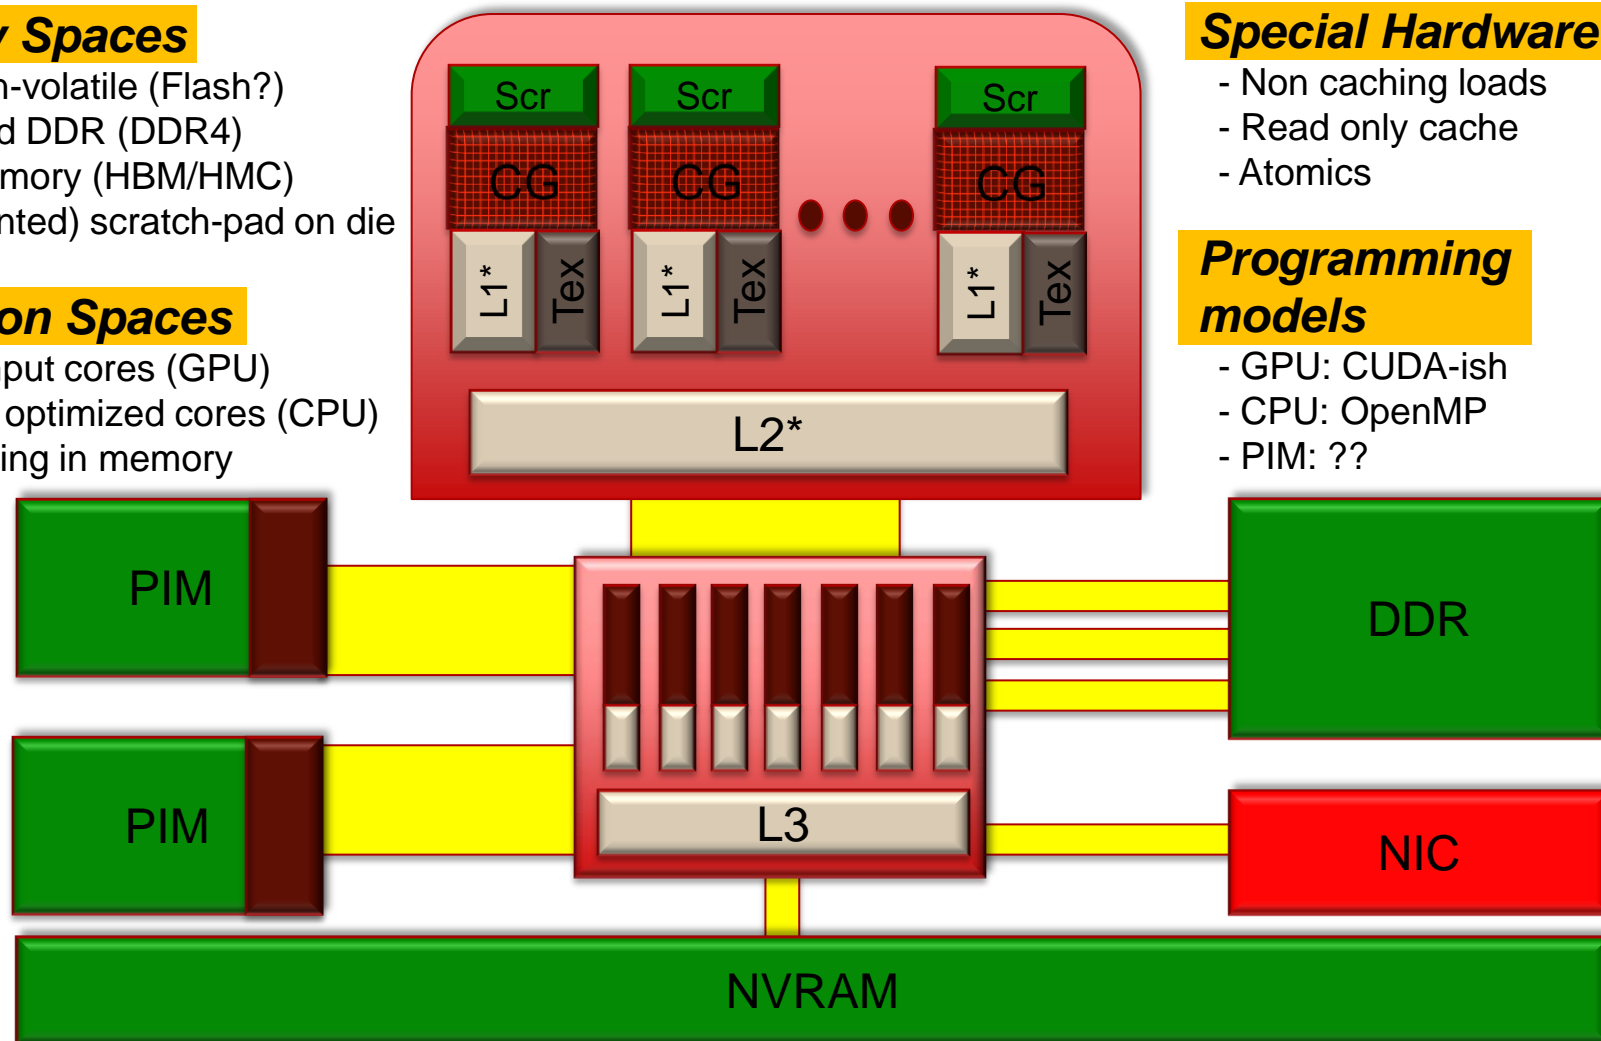 y Spaces
n-volatile (Flash?)
d DDR (DDR4)
mory (HBM/HMC)
nted) scratch-pad on die
on Spaces
put cores (GPU)
optimized cores (CPU)
ing in memory
Scr
Scr
Scr
CG
CG
CG
L1*
Tex
L1*
Tex
L1*
Tex
L2*
Special Hardware
- Non caching loads
- Read only cache
- Atomics
Programming
models
- GPU: CUDA-ish
- CPU: OpenMP
- PIM: ??
PIM
DDR
PIM
L3
NIC
NVRAM